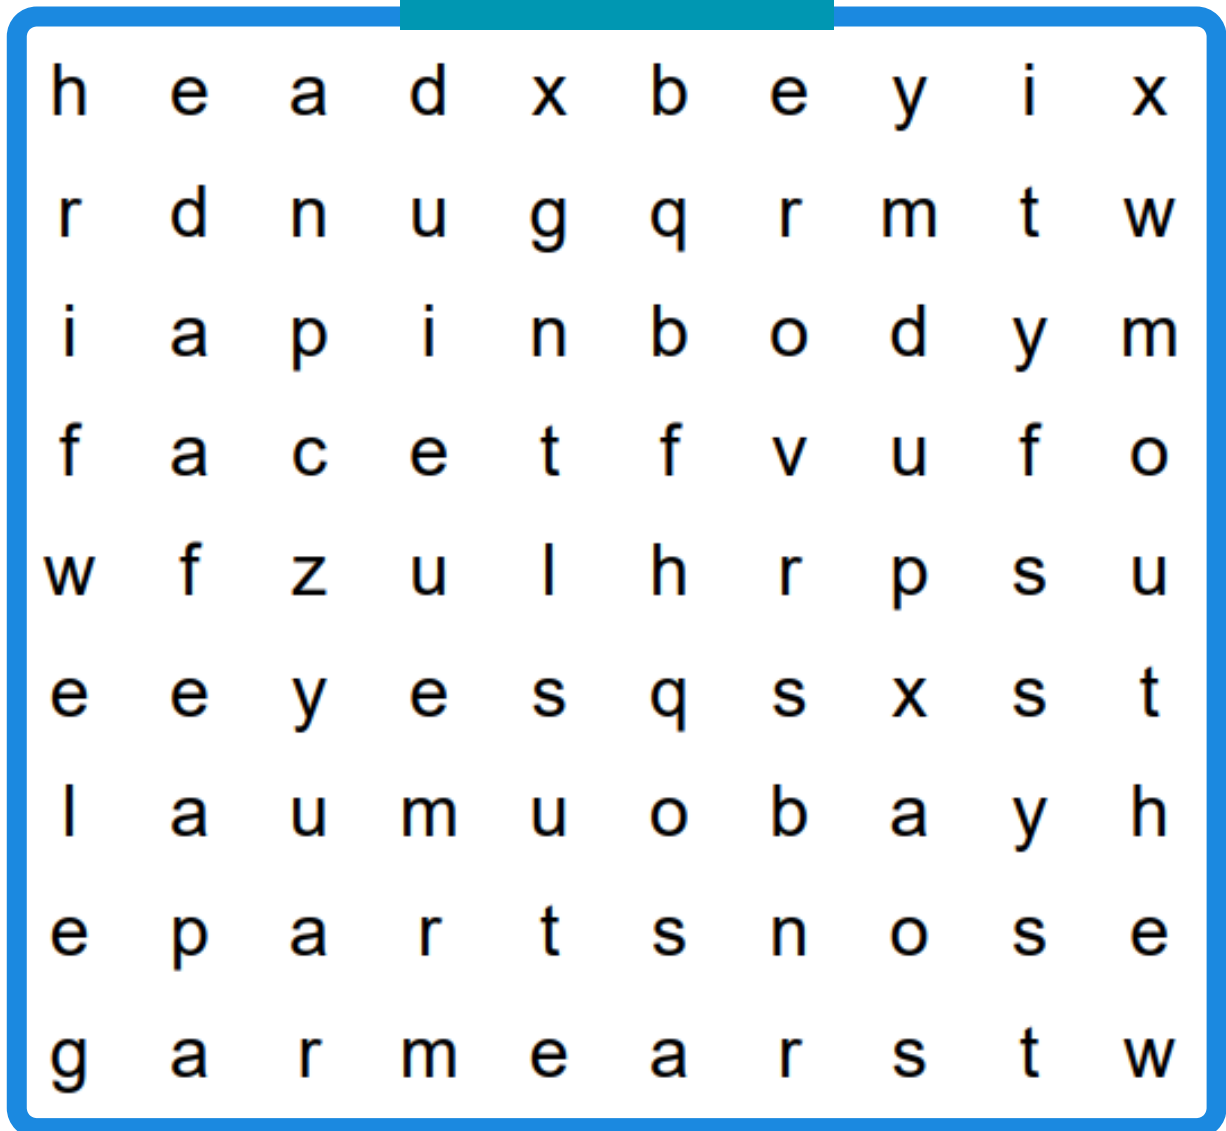 h e a d x b e y i x
r d n u g q r m t w
i a p i n b o d y m
f a c e t f v u f o
w f z u l h r p s u
e e y e s q s x s t
l a u m u o b a y h
e p a r t s n o s e
g a r m e a r s t w